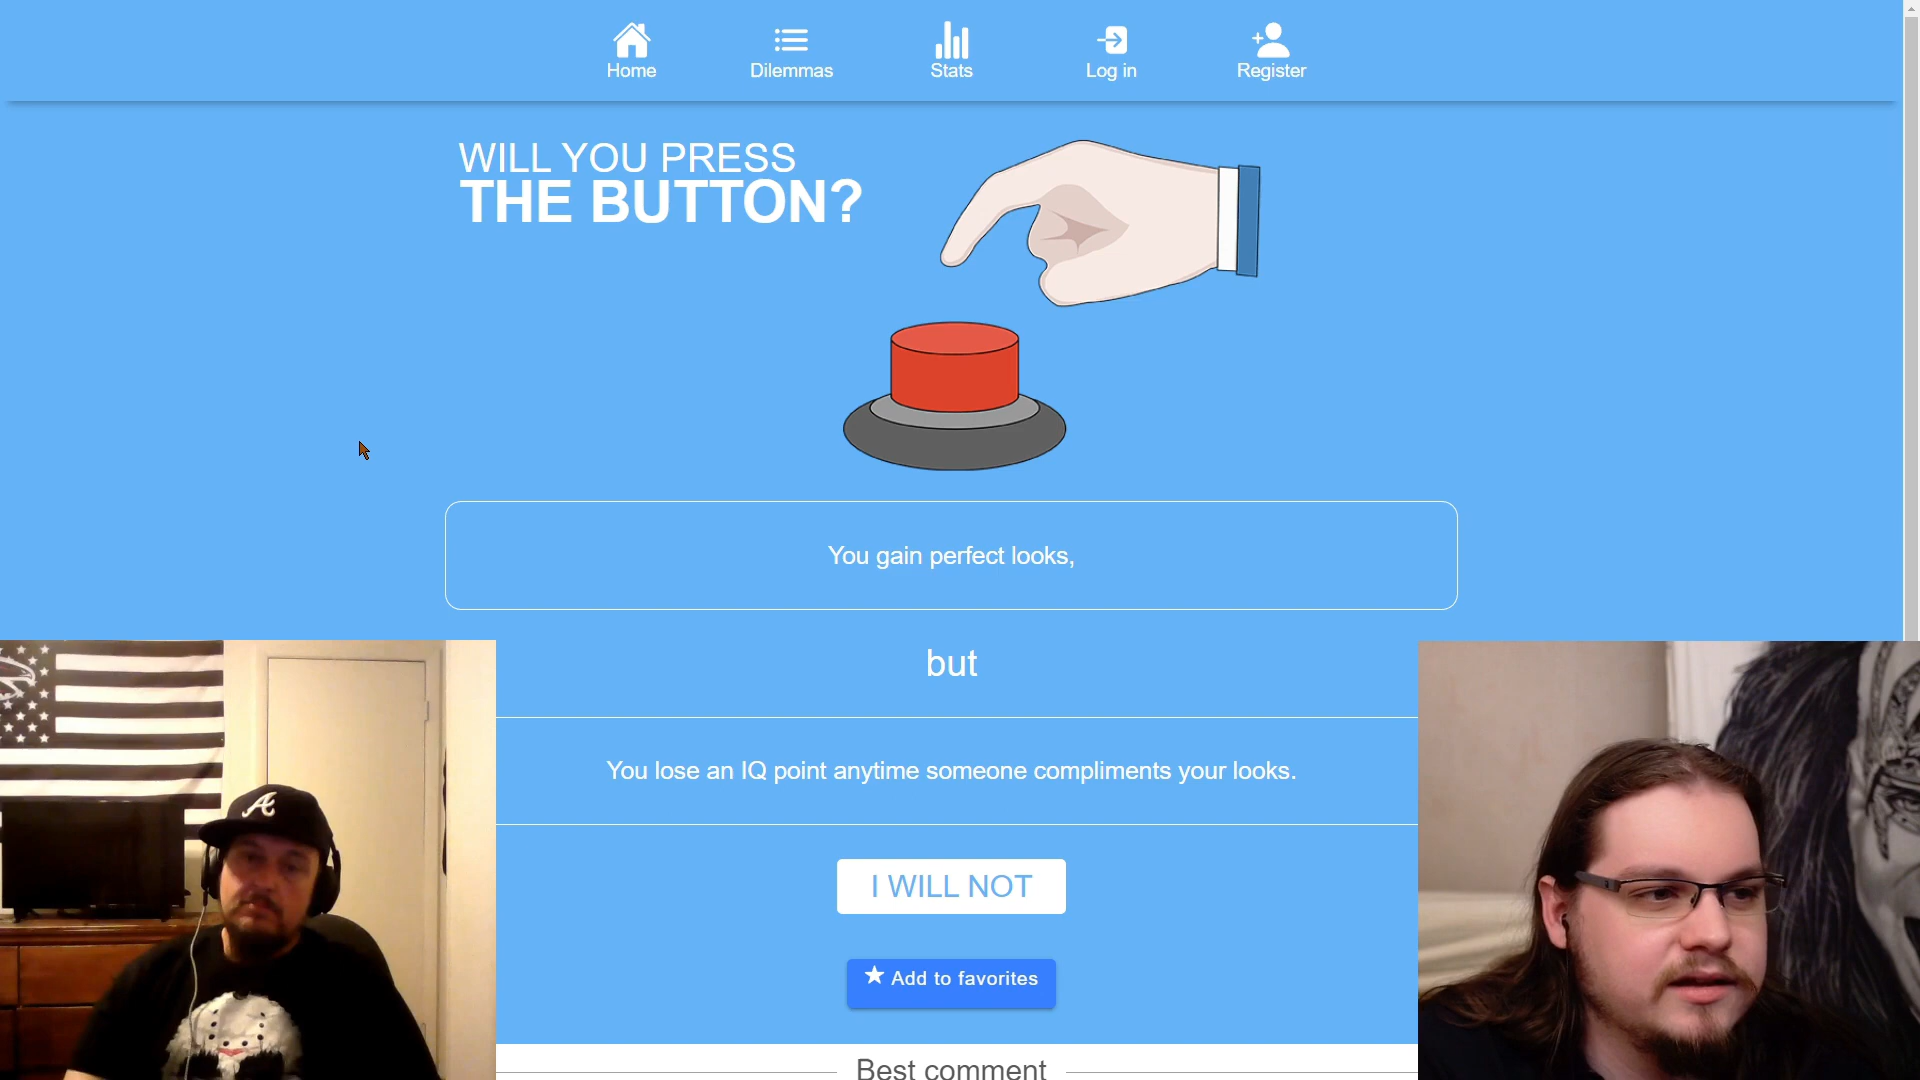 Home
Dilemmas
Stats
Log in
Register
WILL YOU PRESS
THE BUTTON?
You gain perfect looks,
but
You lose an IQ point anytime someone compliments your looks.
I WILL NOT
Add to favorites
Best comment
A